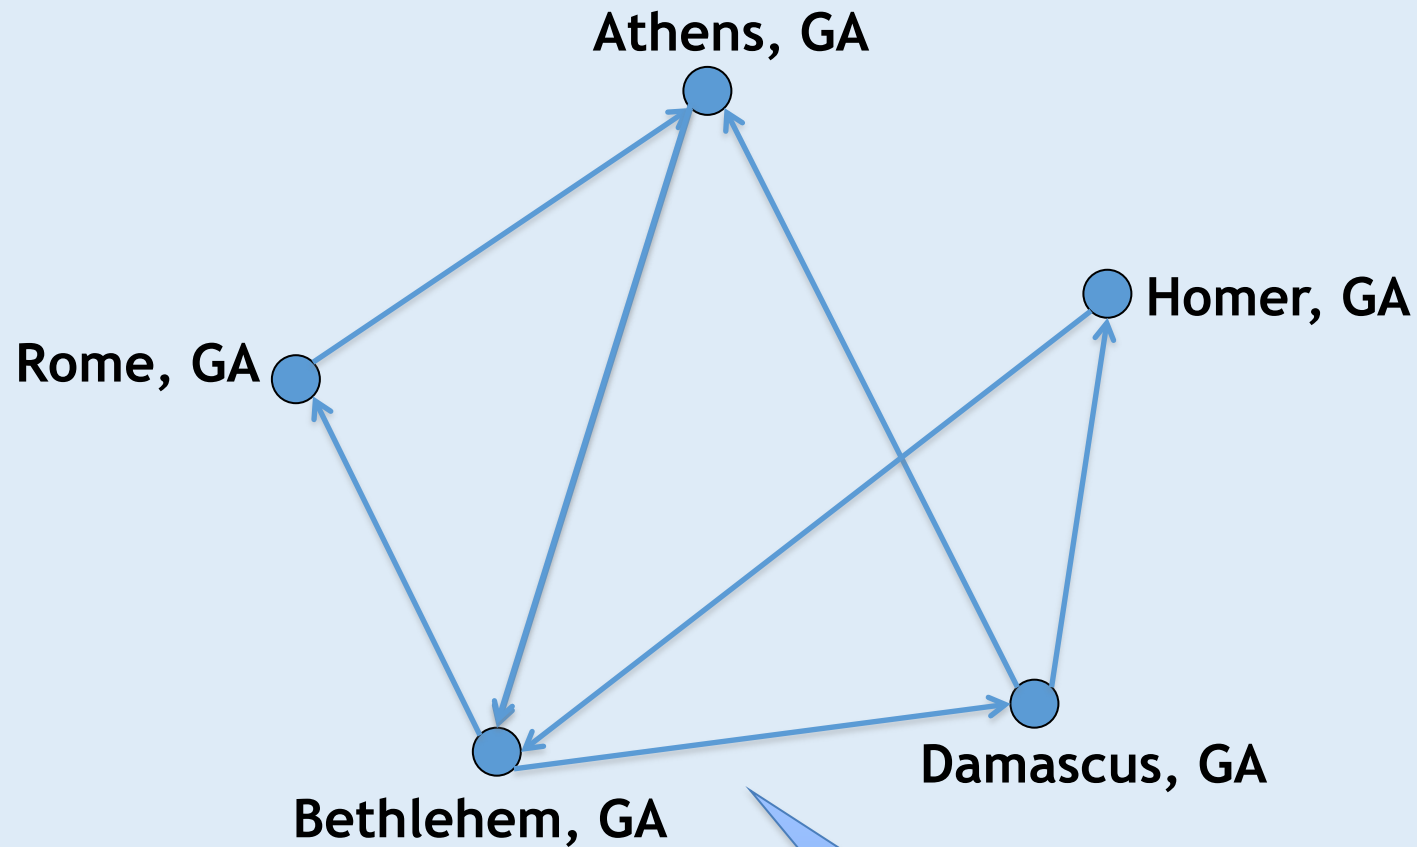 Athens, GA
Homer, GA
Rome, GA
Damascus, GA
Bethlehem, GA